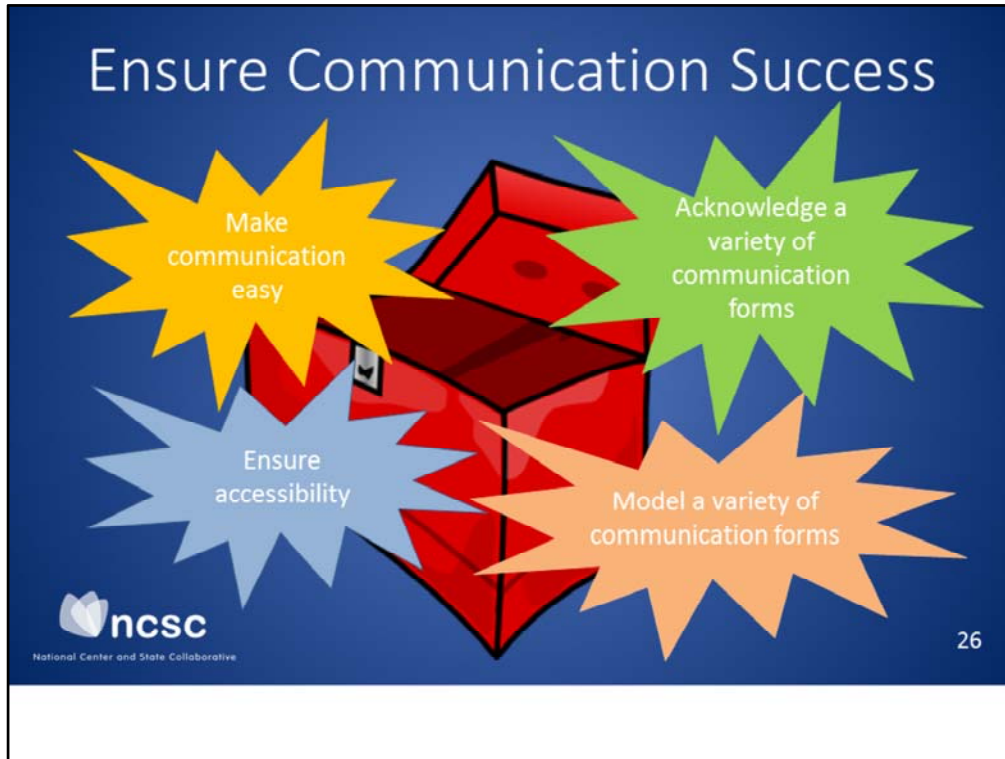 Ensure Communication Success
Make
communication
easy
Acknowledge a
variety of
communication
forms
Ensure
accessibility
Model a variety of
communication forms
ncsc
National Center and State Collaborative
26